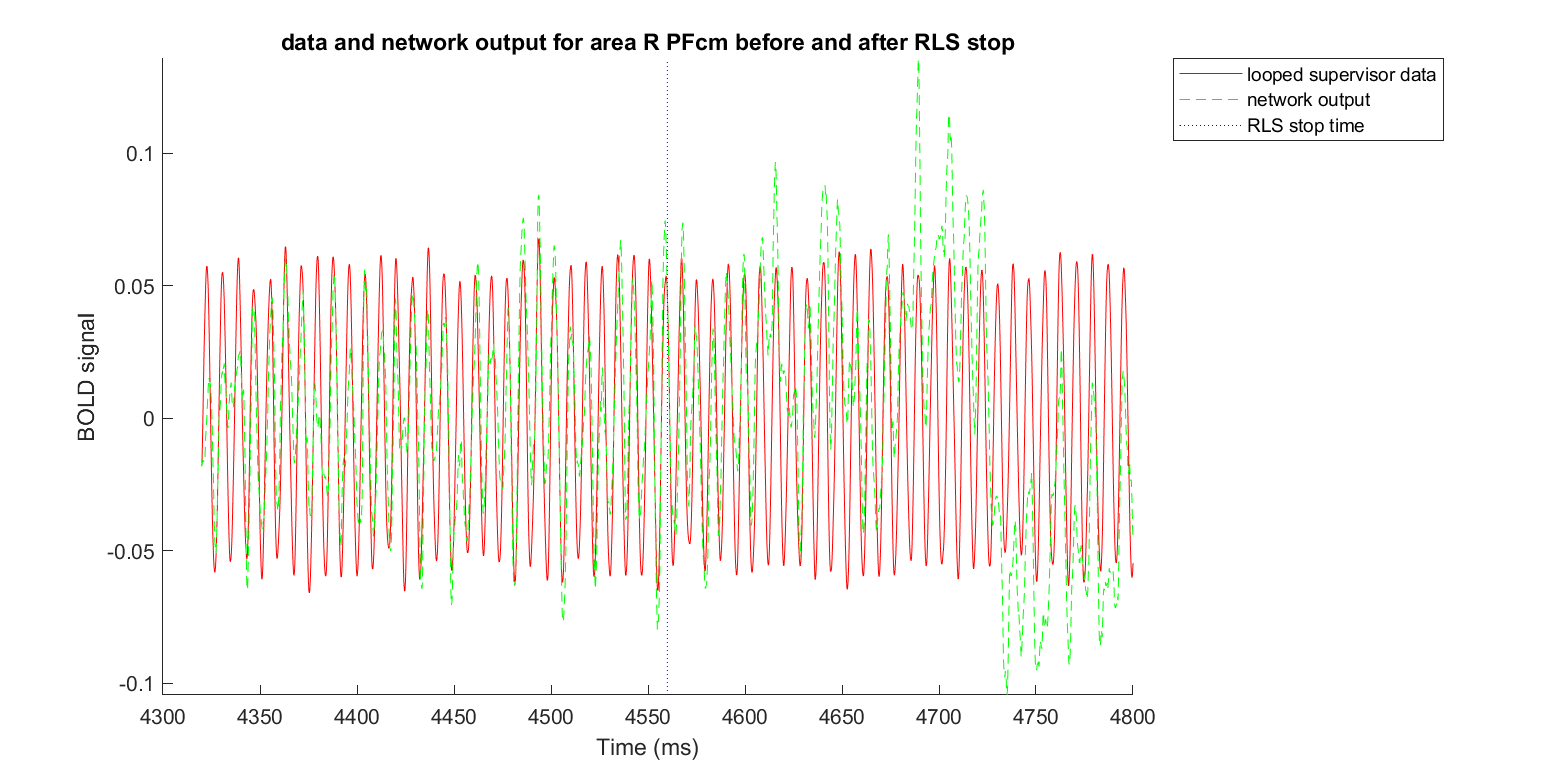 data and network output for area R PFcm before and after RLS stop
looped supervisor data
network output
RLS stop time
0.1
0.05
0
-0.05
-0.1
BOLD signal
4300 4350 4400 4450 4500 4550 4600 4650 4700 4750 4800
Time (ms)